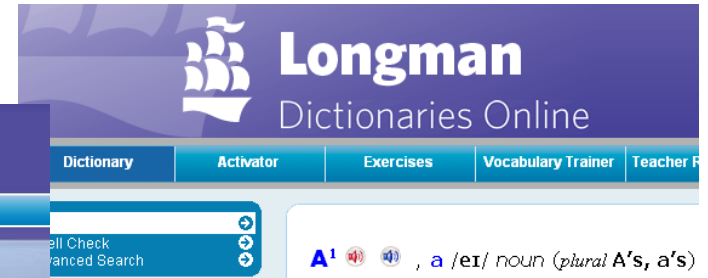 Longman
Dictionaries Online
Dictionary Activator Exercises Vocabulary Trainer Teacher R
ell Check
vanced Search
A¹ , a /eɪ/ noun (plural A's, a's)